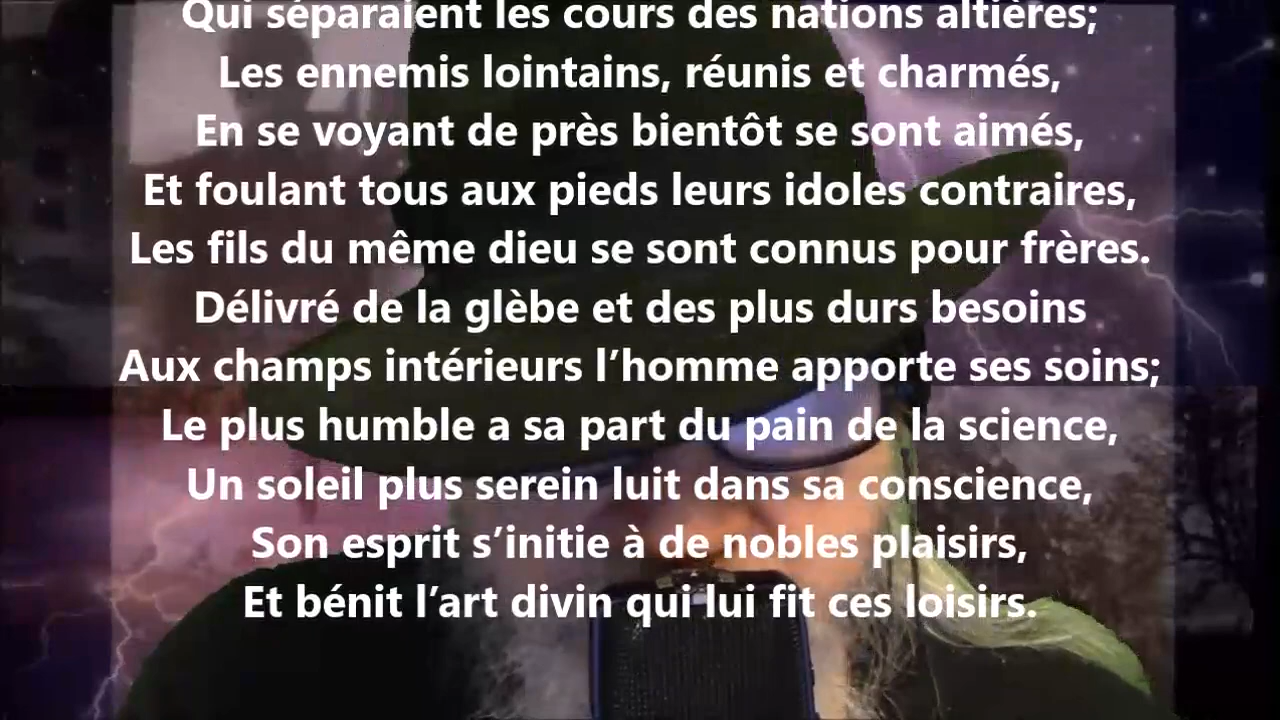 Qui séparaient les cours des nations altières;
Les ennemis lointains, réunis et charmés,
En se voyant de près bientôt se sont aimés,
Et foulant tous aux pieds leurs idoles contraires,
Les fils du même dieu se sont connus pour frères.
Délivré de la glèbe et des plus durs besoins
Aux champs intérieurs l’homme apporte ses soins;
Le plus humble a sa part du pain de la science,
Un soleil plus serein luit dans sa conscience,
Son esprit s’initie à de nobles plaisirs,
Et bénit l’art divin qui lui fit ces loisirs.